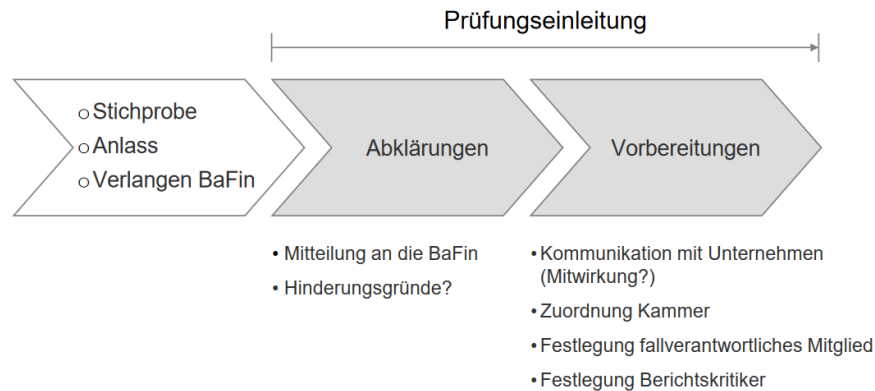 Prüfungseinleitung
o Stichprobe
o Anlass
o Verlangen BaFin
Abklärungen
Vorbereitungen
• Mitteilung an die BaFin
• Hinderungsgründe?
• Kommunikation mit Unternehmen
(Mitwirkung?)
• Zuordnung Kammer
• Festlegung fallverantwortliches Mitglied
• Festlegung Berichtskritiker